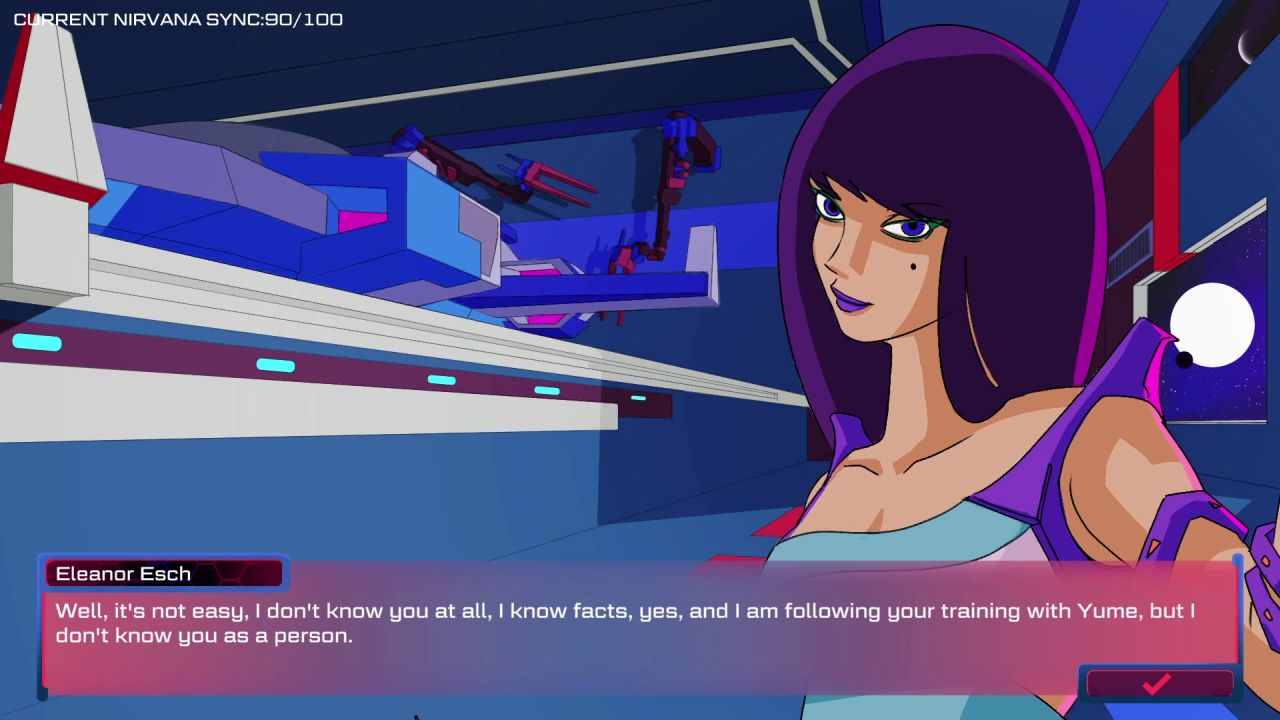 CURRENT NIRVANA SYNC:90/100
Eleanor Esch
Well, it's not easy, I don't know you at all, I know facts, yes, and I am following your training with Yume, but I
don't know you as a person.